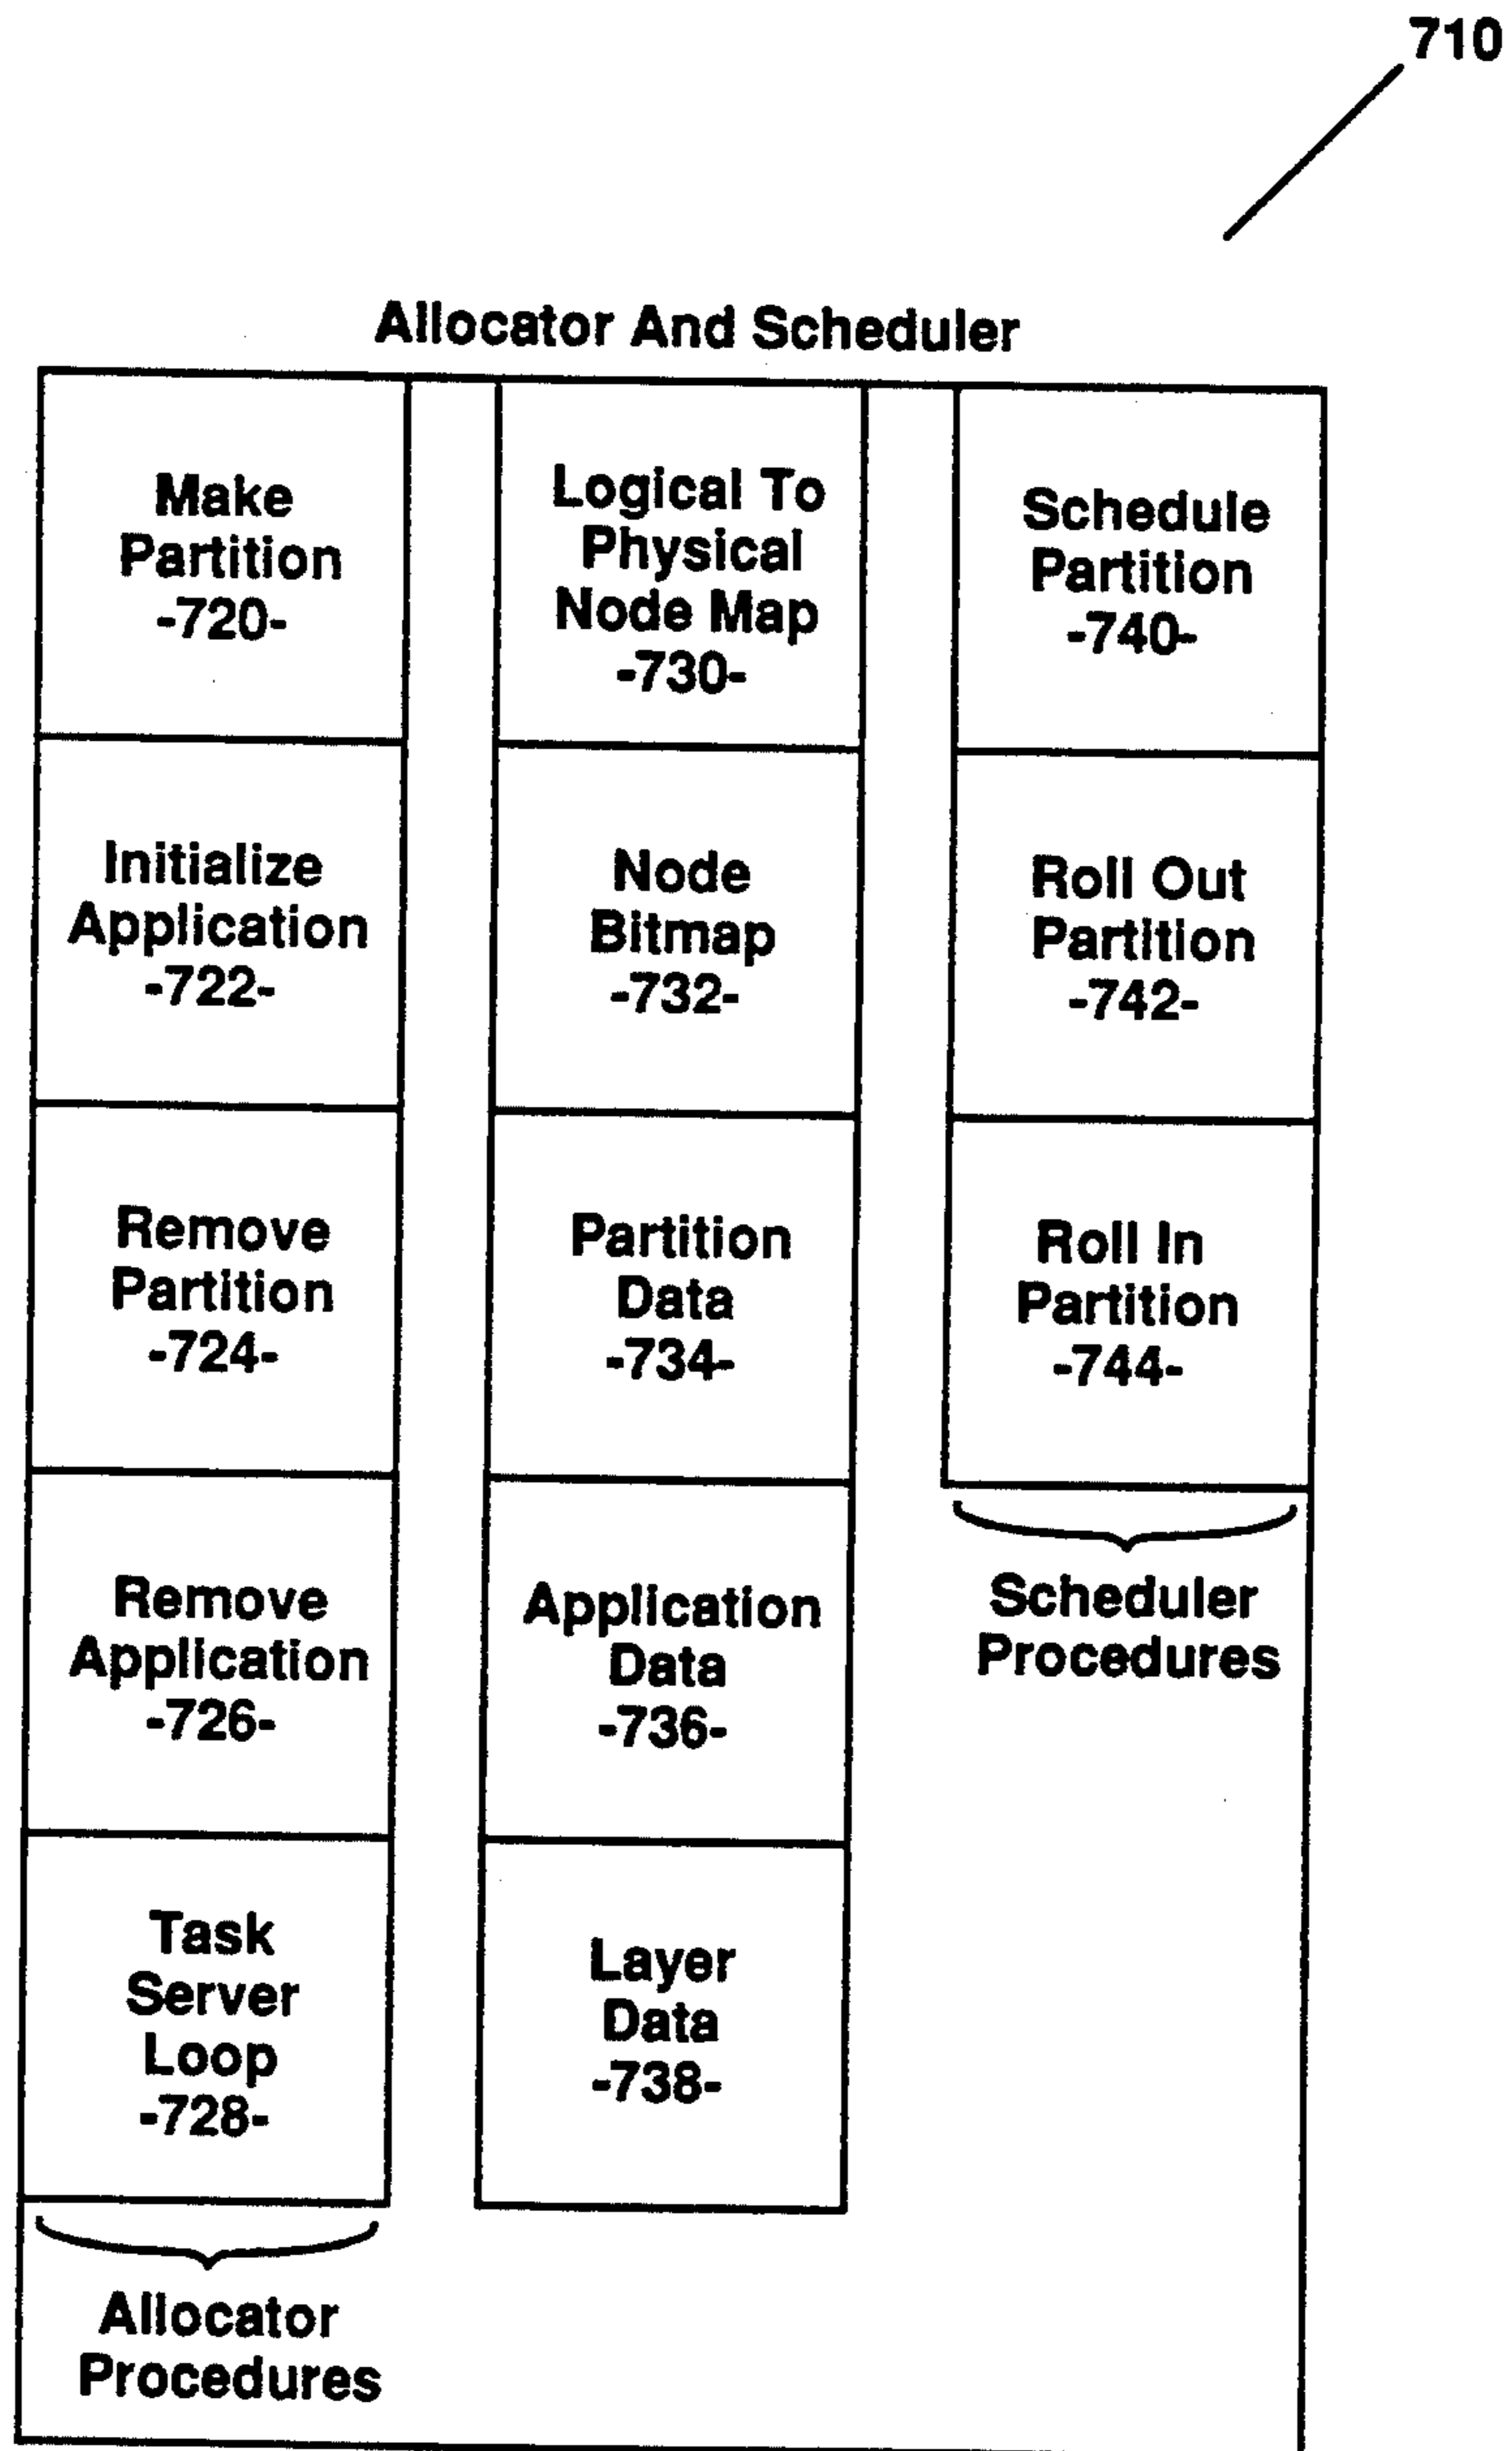 710
Allocator And Scheduler
Make
Partition
-720-
Initialize
Application
-722-
Remove
Partition
-724-
Remove
Application
-726-
Task
Server
Loop
-728-
Allocator
Procedures
Logical To
Physical
Node Map
-730-
Node
Bitmap
-732-
Partition
Data
-734-
Application
Data
-736-
Layer
Data
-738-
Schedule
Partition
-740-
Roll Out
Partition
-742-
Roll In
Partition
-744-
Scheduler
Procedures